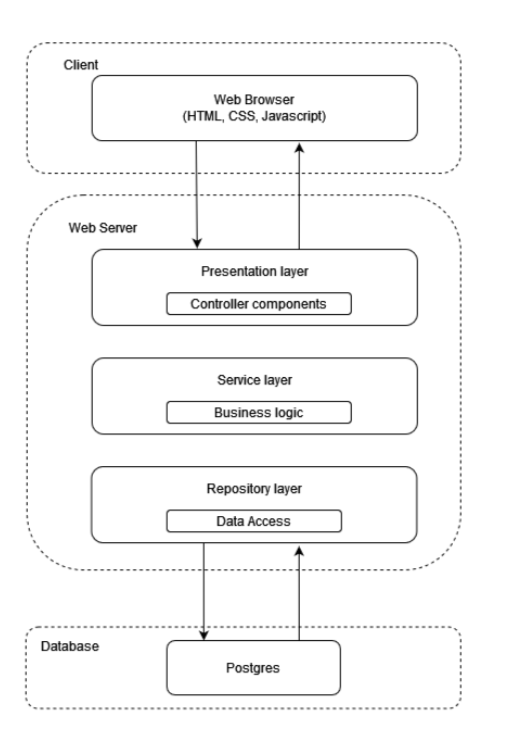 Client
Web Browser
(HTML, CSS, Javascript)
Web Server
Presentation layer
Controller components
Service layer
Business logic
Repository layer
Data Access
Database
Postgres